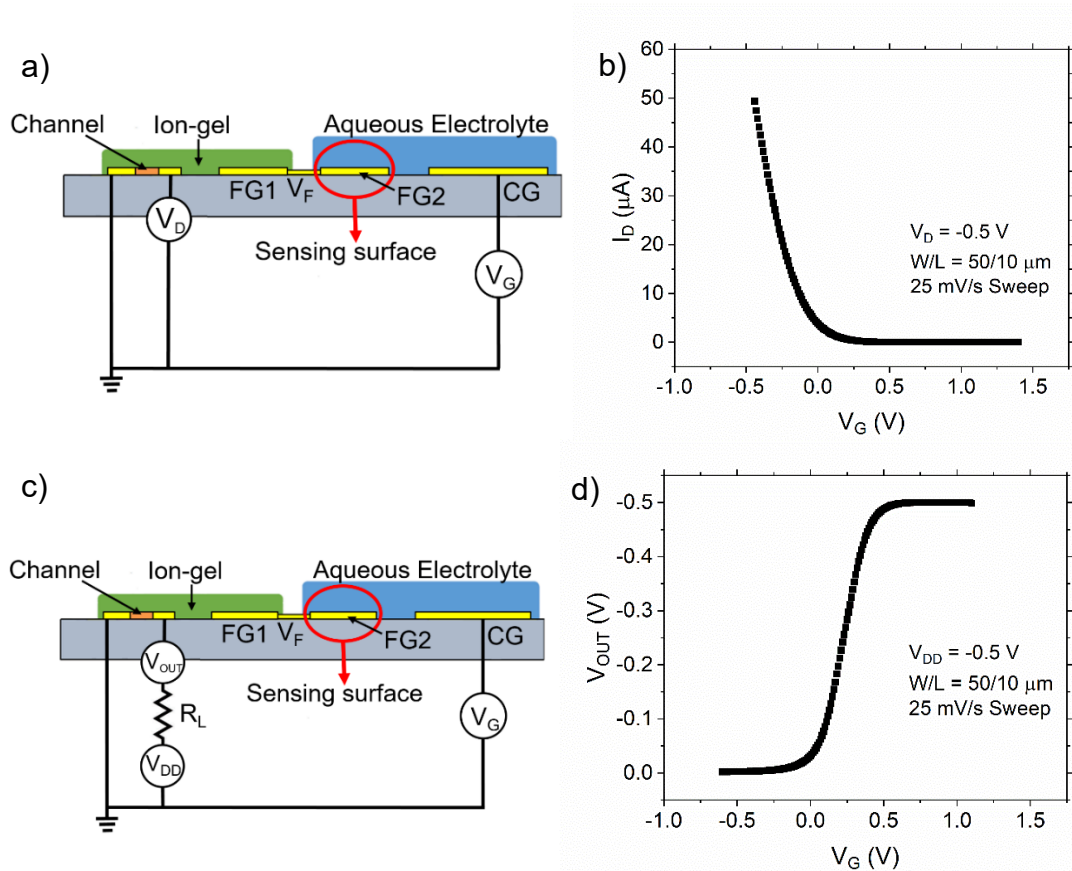 a)
Channel
Ion-gel
Aqueous Electrolyte
FG1
V_F
FG2
CG
V_D
Sensing surface
V_G
b)
60
50
40
30
20
10
0
I_D (μA)
V_D = -0.5 V
W/L = 50/10 μm
25 mV/s Sweep
-1.0 -0.5 0.0 0.5 1.0 1.5
V_G (V)
c)
Channel
Ion-gel
Aqueous Electrolyte
FG1
V_F
FG2
CG
V_OUT
Sensing surface
R_L
V_G
V_DD
d)
-0.5
-0.4
-0.3
-0.2
-0.1
0.0
V_OUT (V)
V_DD = -0.5 V
W/L = 50/10 μm
25 mV/s Sweep
-1.0 -0.5 0.0 0.5 1.0 1.5
V_G (V)